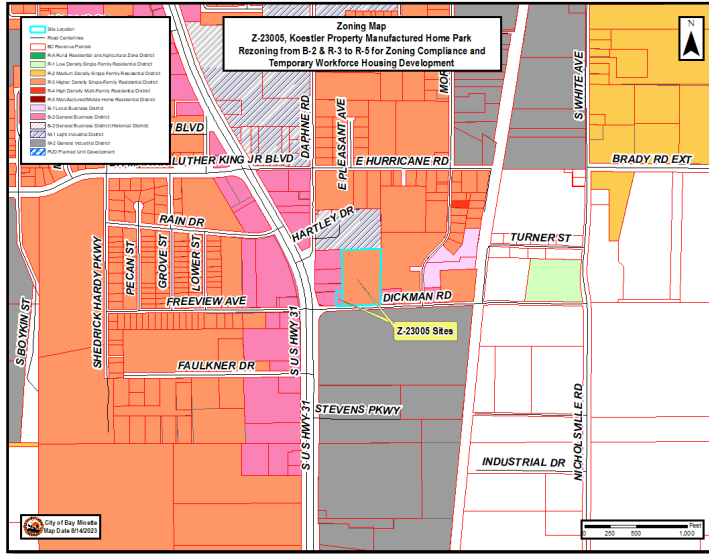 Zoning Map
Z-23005, Koestler Property Manufactured Home Park
Rezoning from B-2 & R-3 to R-5 for Zoning Compliance and
Temporary Workforce Housing Development
N
Site Location
Road Centerlines
BC Revenue Parcels
R-A Rural Residential and Agricultural Zone District
R-1 Low Density Single Family Residential District
R-2 Medium Density Single-Family Residential District
R-3 Higher Density Single-Family Residential District
R-4 High Density Multi-Family Residential District
R-5 Manufactured/Mobile Home Residential District
B-1 Local Business District
B-2 General Business District
B-2 General Business District (Historical District)
M-1 Light Industrial District
M-2 General Industrial District
PUD Planned Unit Development
BLVD
LUTHER KING JR BLVD
DAPHNE RD
E PLEASANT AVE
E HURRICANE RD
S WHITE AVE
BRADY RD EXT
RAIN DR
HARTLEY DR
TURNER ST
S BOYKIN ST
SHEDRICK HARDY PKWY
PECAN ST
GROVE ST
LOWER ST
FREEVIEW AVE
DICKMAN RD
Z-23005 Sites
S US HWY 31
FAULKNER DR
STEVENS PKWY
S US HWY 31
NICHOLSVILLE RD
INDUSTRIAL DR
City of Bay Minette
Map Date 8/14/2023
Feet
0 250 500 1,000